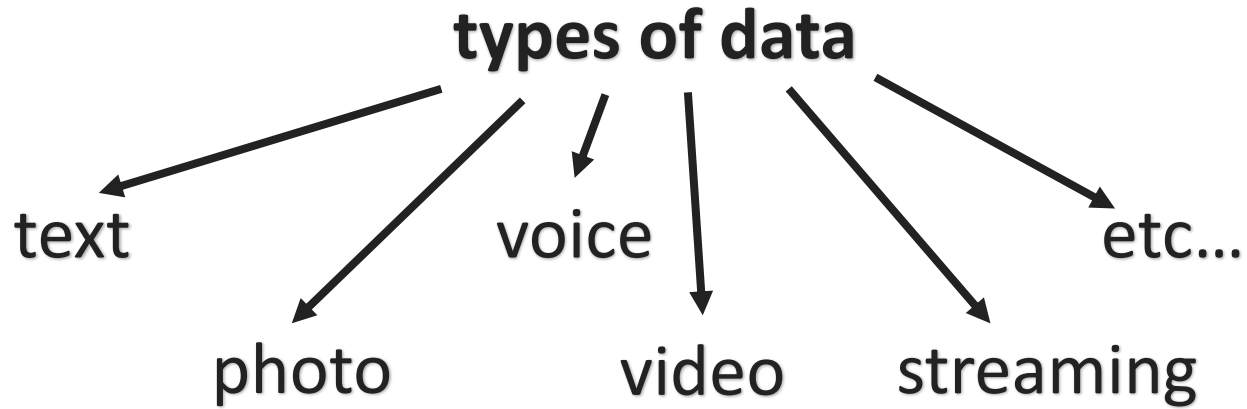 types of data
text
voice
etc...
photo
video
streaming